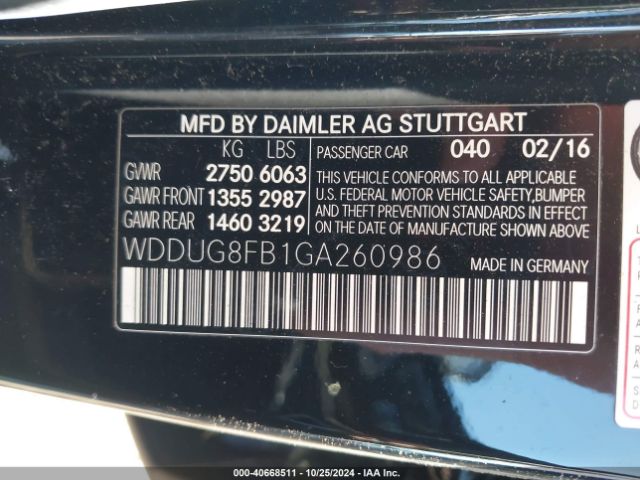 MFD BY DAIMLER AG STUTTGART
KG LBS
GVWR 2750 6063
GAWR FRONT 1355 2987
GAWR REAR 1460 3219
PASSENGER CAR 040 02/16
THIS VEHICLE CONFORMS TO ALL APPLICABLE
U.S. FEDERAL MOTOR VEHICLE SAFETY,BUMPER
AND THEFT PREVENTION STANDARDS IN EFFECT
ON THE DATE OF MANUFACTURE SHOWN ABOVE
WDDUG8FB1GA260986 MADE IN GERMANY
000-40668511 - 10/25/2024 - IAA Inc.